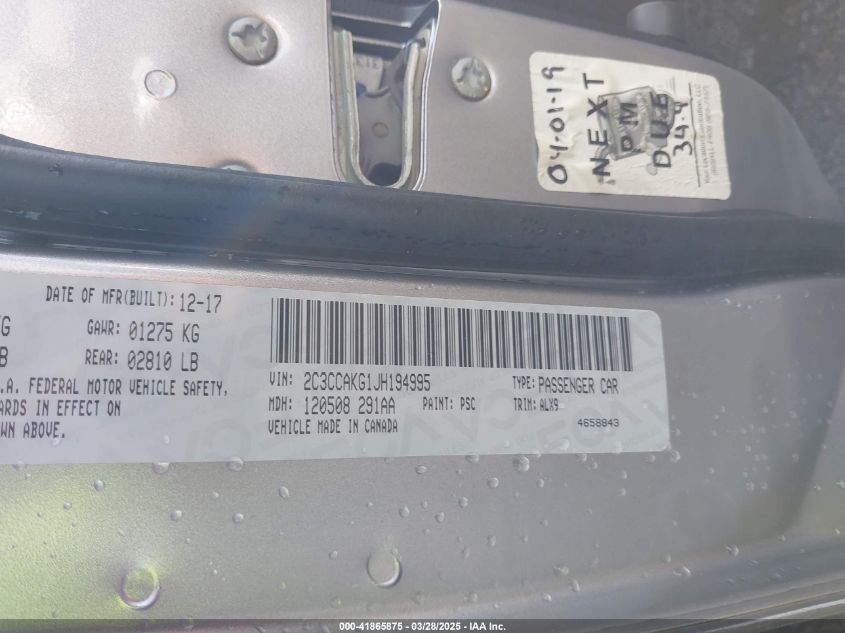 04-01-19
NEXT
PM
DUE
34.4
DATE OF MFR(BUILT): 12-17
KG GAWR: 01275 KG
B REAR: 02810 LB
.A. FEDERAL MOTOR VEHICLE SAFETY,
ARDS IN EFFECT ON
WN ABOVE.
VIN: 2C3CCAKG1JH194995 TYPE: PASSENGER CAR
MDH: 120508 291AA PAINT: PSC TRIM: ALX9
VEHICLE MADE IN CANADA 4658843
000-41865875 / 03/28/2025 - IAA Inc.